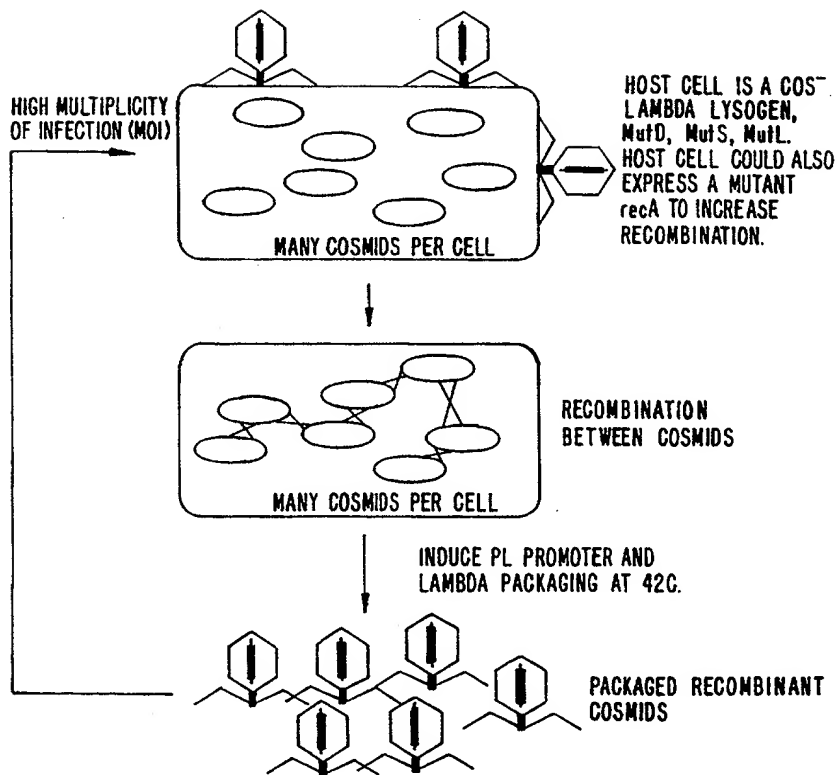 HIGH MULTIPLICITY
OF INFECTION (MOI)
HOST CELL IS A COS⁻
LAMBDA LYSOGEN,
MutD, MutS, MutL.
HOST CELL COULD ALSO
EXPRESS A MUTANT
recA TO INCREASE
RECOMBINATION.
MANY COSMIDS PER CELL
RECOMBINATION
BETWEEN COSMIDS
MANY COSMIDS PER CELL
INDUCE PL PROMOTER AND
LAMBDA PACKAGING AT 42C.
PACKAGED RECOMBINANT
COSMIDS